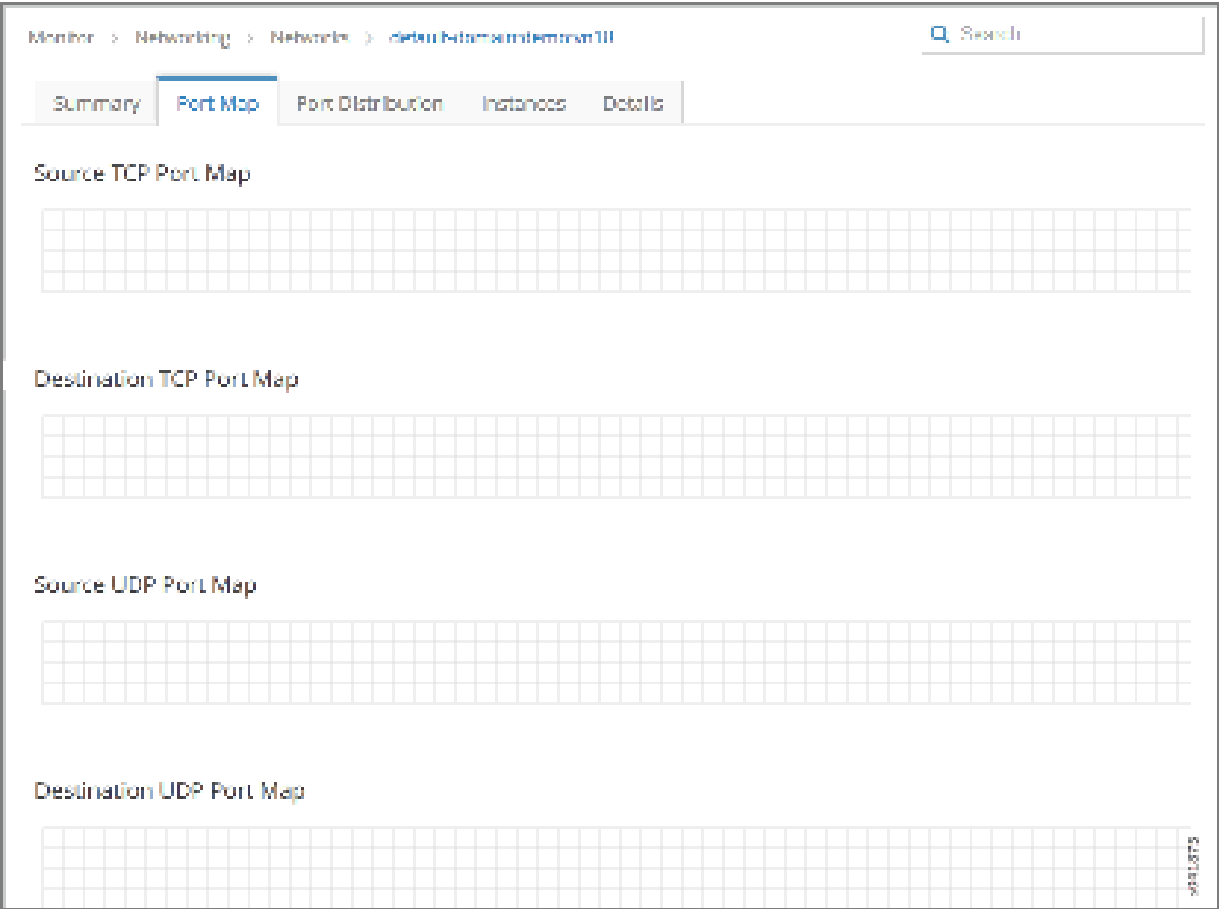 Monitor > Networking > Networks >
Search
Summary Port Map Port Distribution Instances Details
Source TCP Port Map
Destination TCP Port Map
Source UDP Port Map
Destination UDP Port Map